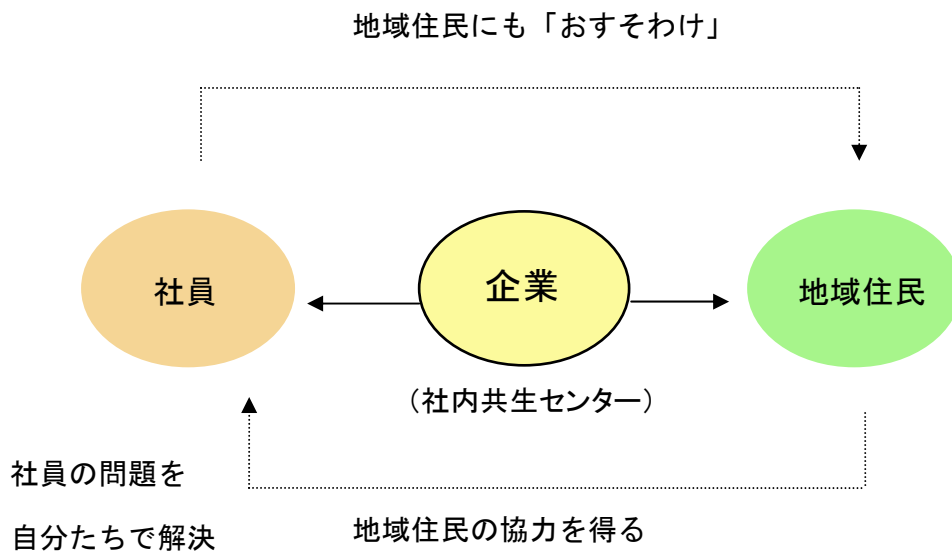 地域住民にも「おすそわけ」
社員
企業
地域住民
（社内共生センター）
社員の問題を
自分たちで解決
地域住民の協力を得る